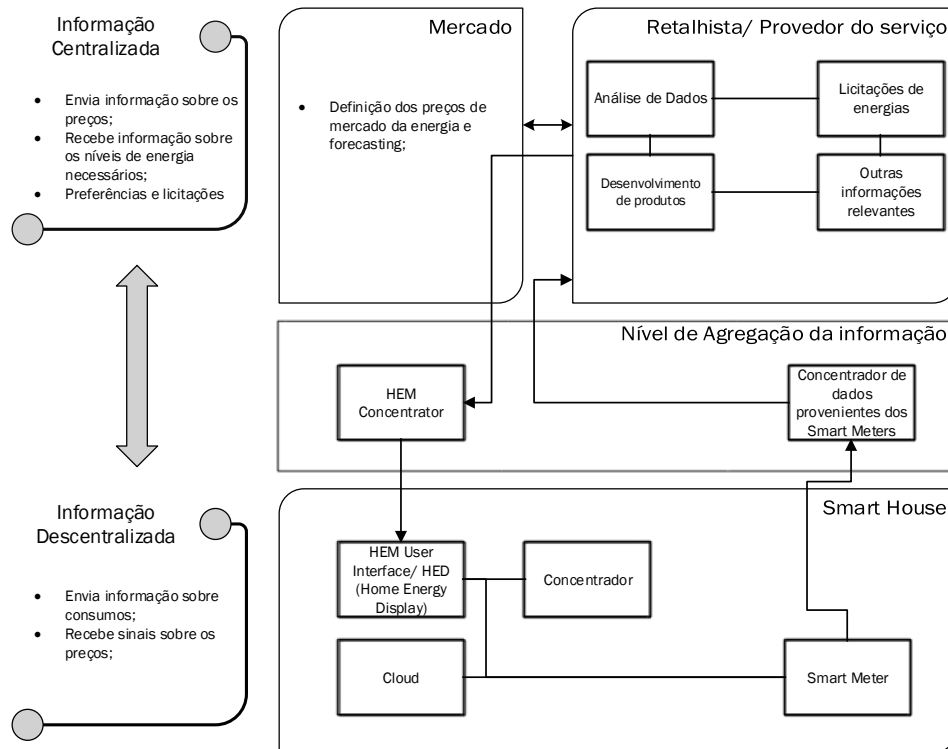 Informação
Centralizada
• Envia informação sobre os
preços;
• Recebe informação sobre
os níveis de energia
necessários;
• Preferências e licitações
Mercado
• Definição dos preços de
mercado da energia e
forecasting;
Retalhista/ Provedor do serviço
Análise de Dados
Licitações de
energias
Desenvolvimento
de produtos
Outras
informações
relevantes
Nível de Agregação da informação
HEM
Concentrator
Concentrador de
dados
provenientes dos
Smart Meters
Informação
Descentralizada
• Envia informação sobre
consumos;
• Recebe sinais sobre os
preços;
Smart House
HEM User
Interface/ HED
(Home Energy
Display)
Concentrador
Cloud
Smart Meter